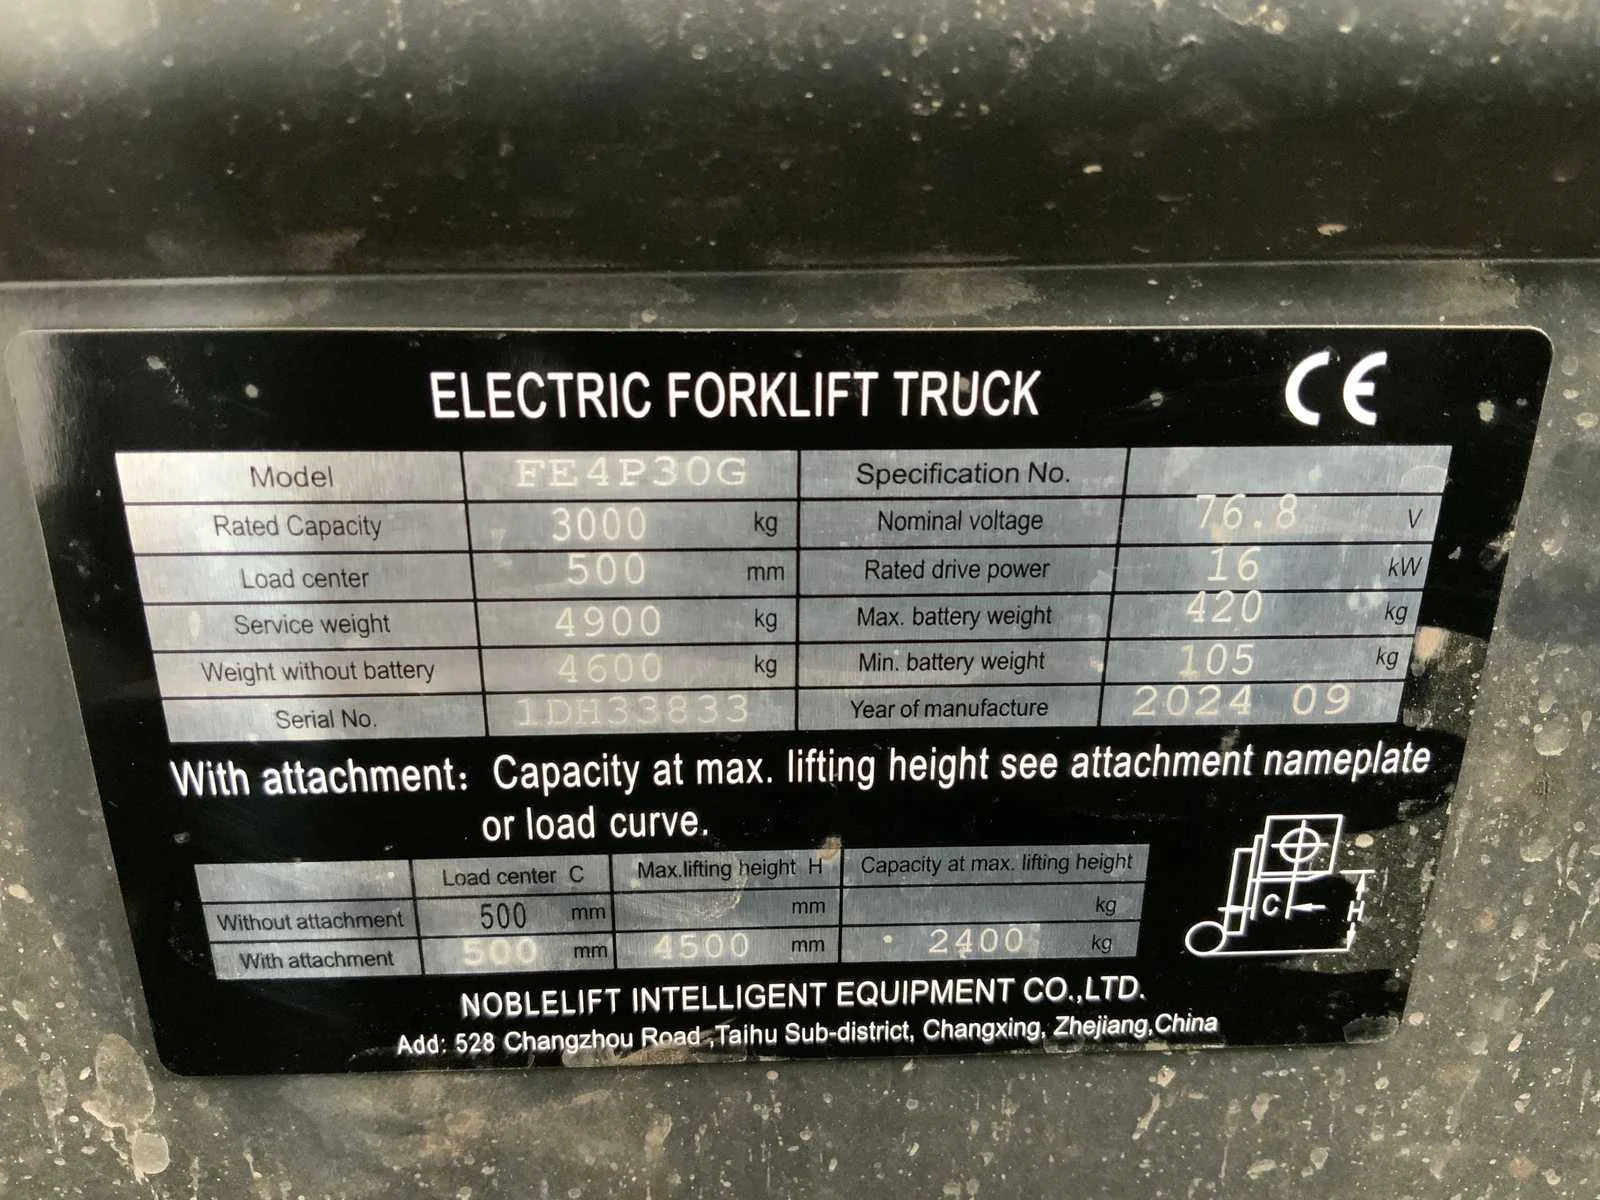 ELECTRIC FORKLIFT TRUCK CE
Model FE4P30G Specification No.
Rated Capacity 3000 kg Nominal voltage 76.8 V
Load center 500 mm Rated drive power 16 kW
Service weight 4900 kg Max. battery weight 420 kg
Weight without battery 4600 kg Min. battery weight 105 kg
Serial No. 1DH33833 Year of manufacture 2024 09
With attachment: Capacity at max. lifting height see attachment nameplate
or load curve.
Load center C Max.lifting height H Capacity at max. lifting height
Without attachment 500 mm mm kg
With attachment 500 mm 4500 mm 2400 kg
C H
NOBLELIFT INTELLIGENT EQUIPMENT CO.,LTD.
Add: 528 Changzhou Road ,Taihu Sub-district, Changxing, Zhejiang,China